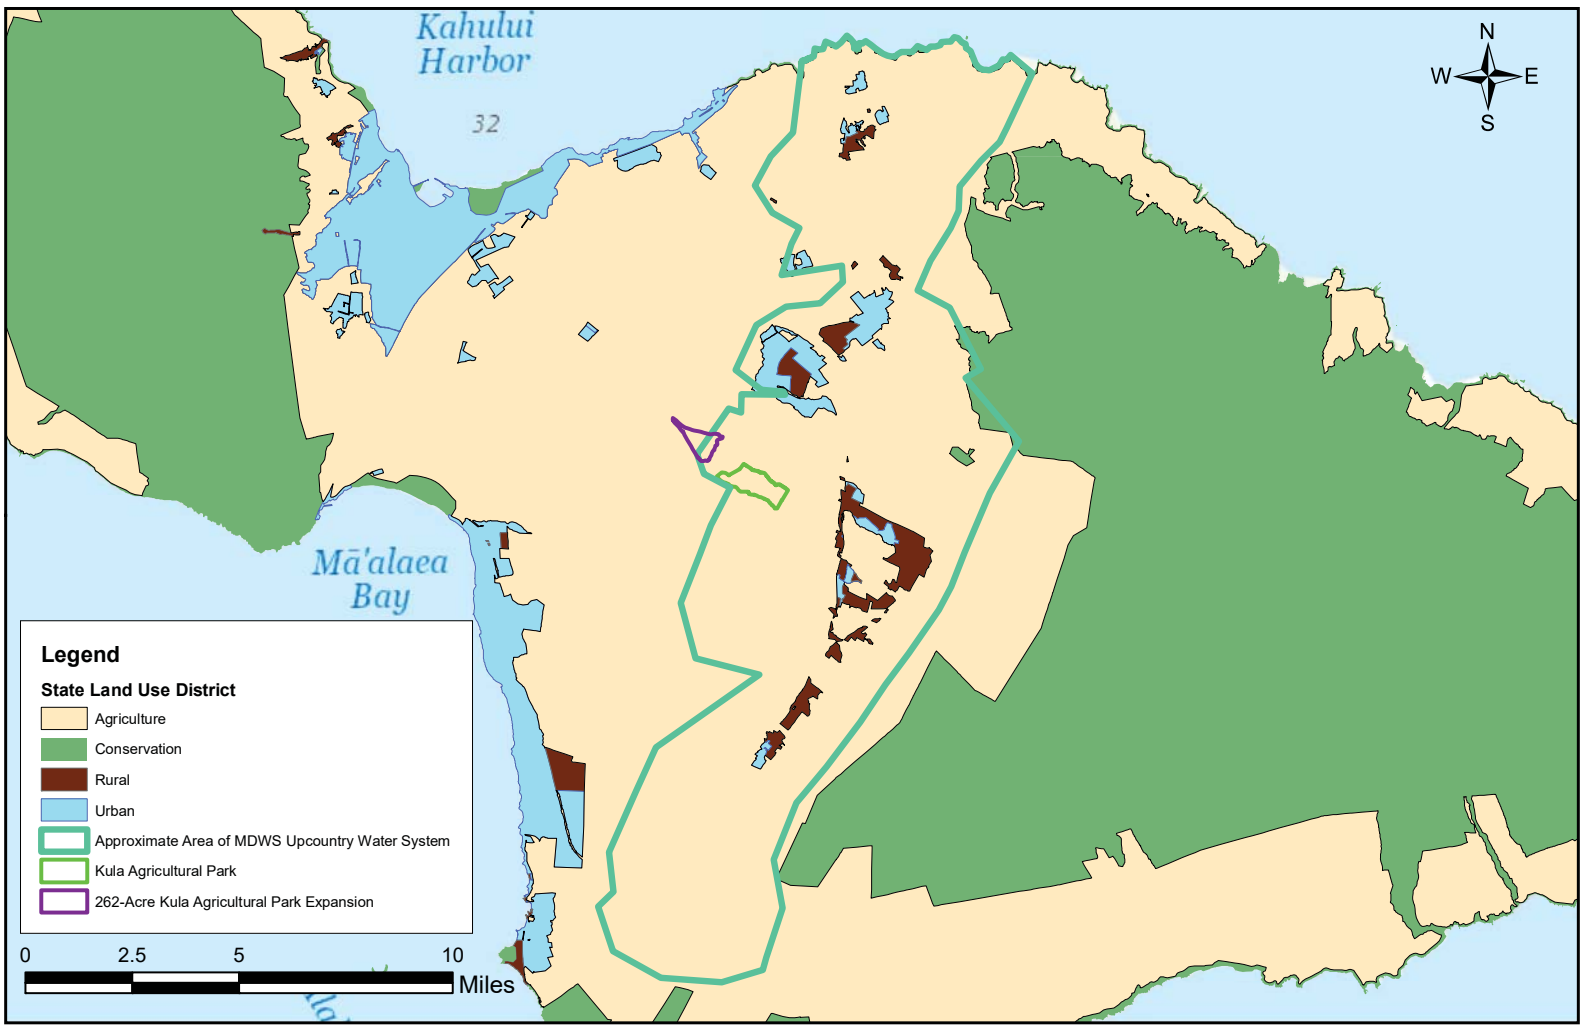 Kahului
Harbor
32
N
W E
S
Mā'alaea
Bay
Legend
State Land Use District
Agriculture
Conservation
Rural
Urban
Approximate Area of MDWS Upcountry Water System
Kula Agricultural Park
262-Acre Kula Agricultural Park Expansion
0 2.5 5 10
Miles